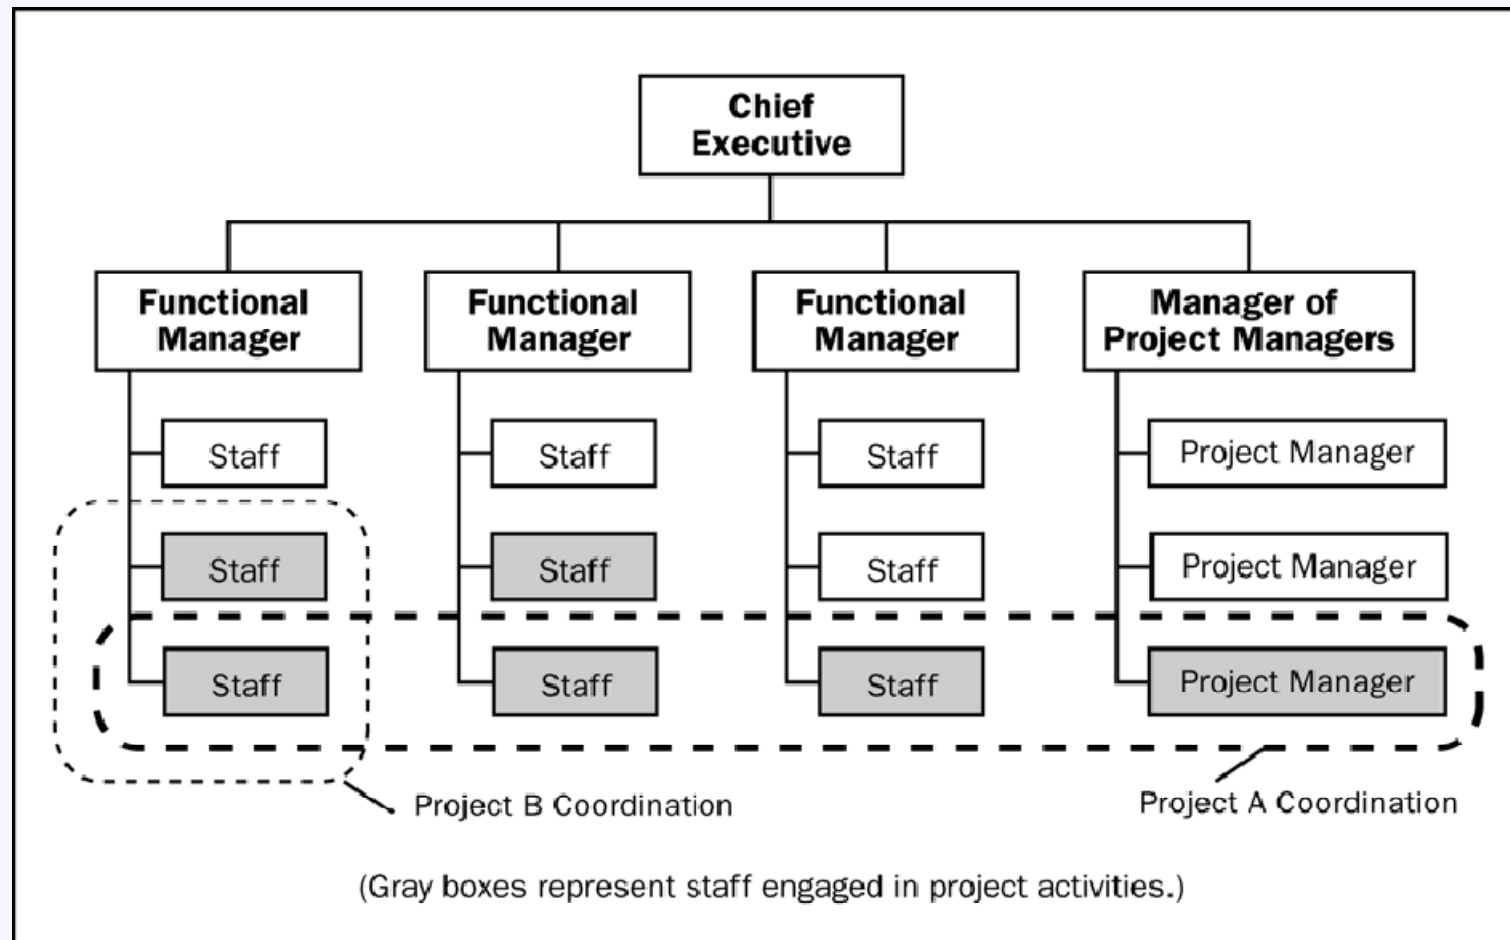 Chief
Executive
Functional
Manager
Functional
Manager
Functional
Manager
Manager of
Project Managers
Staff
Staff
Staff
Project Manager
Staff
Staff
Staff
Project Manager
Staff
Staff
Staff
Project Manager
Project B Coordination
Project A Coordination
(Gray boxes represent staff engaged in project activities.)